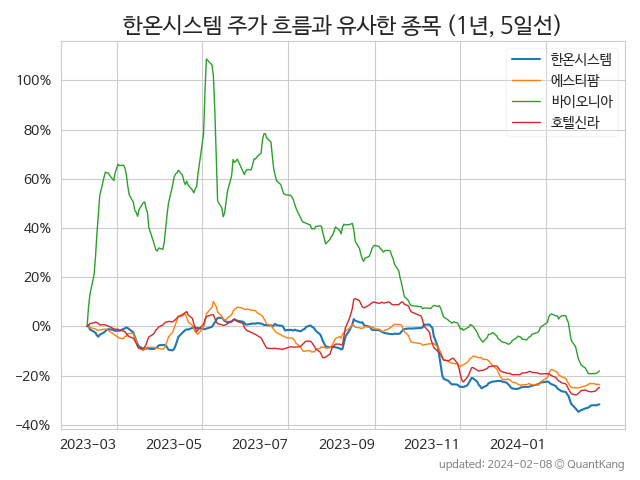 한온시스템 주가 흐름과 유사한 종목 (1년, 5일선)
한온시스템
에스티팜
바이오니아
호텔신라
100%
80%
60%
40%
20%
0%
−20%
−40%
2023-03 2023-05 2023-07 2023-09 2023-11 2024-01
updated: 2024-02-08 © QuantKang